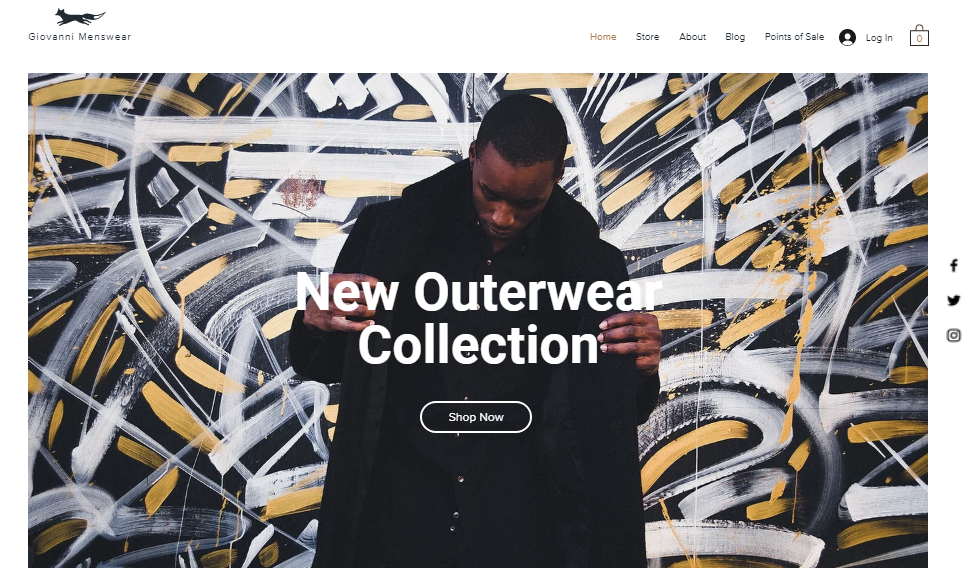 Giovanni Menswear
Home Store About Blog Points of Sale Log In 0
New Outerwear
Collection
Shop Now